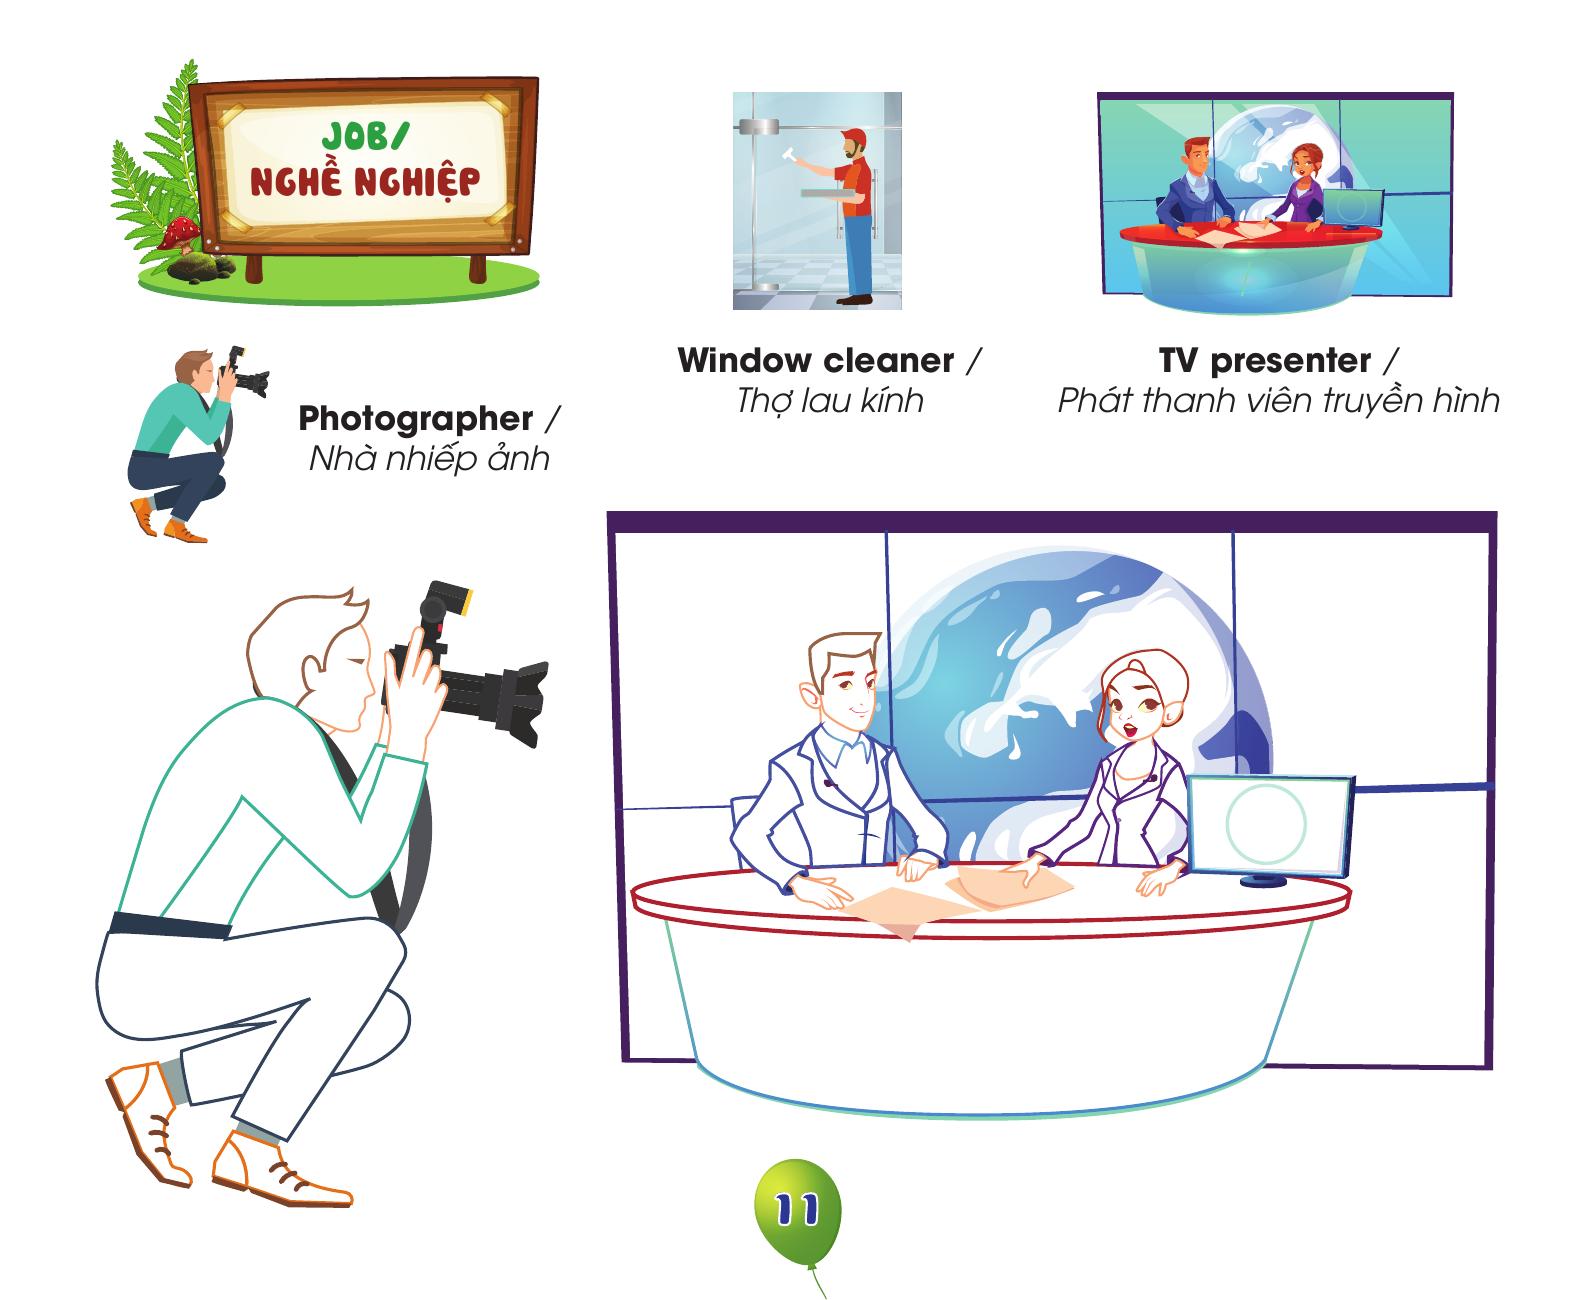 JOB/
NGHỀ NGHIỆP
Photographer /
Nhà nhiếp ảnh
Window cleaner /
Thợ lau kính
TV presenter /
Phát thanh viên truyền hình
11